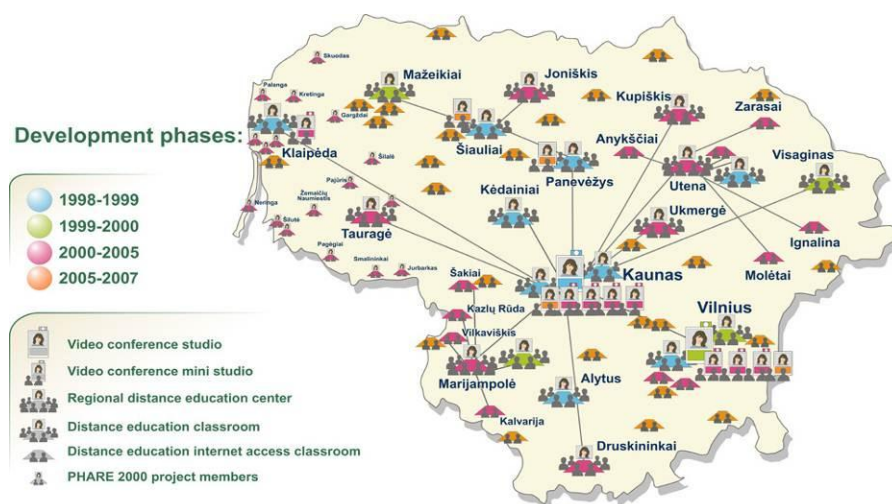 Development phases:
1998-1999
1999-2000
2000-2005
2005-2007
Video conference studio
Video conference mini studio
Regional distance education center
Distance education classroom
Distance education internet access classroom
PHARE 2000 project members
Skuodas
Mažeikiai
Joniškis
Palanga
Kretinga
Kupiškis
Zarasai
Gargždai
Anykščiai
Klaipėda
Šiauliai
Visaginas
Šilalė
Panevėžys
Utena
Pajūris
Kėdainiai
Žemaičių
Naumiestis
Neringa
Ukmergė
Šilutė
Tauragė
Ignalina
Pagėgiai
Smalininkai
Jurbarkas
Šakiai
Kaunas
Molėtai
Kazlų Rūda
Vilnius
Vilkaviškis
Marijampolė
Alytus
Kalvarija
Druskininkai